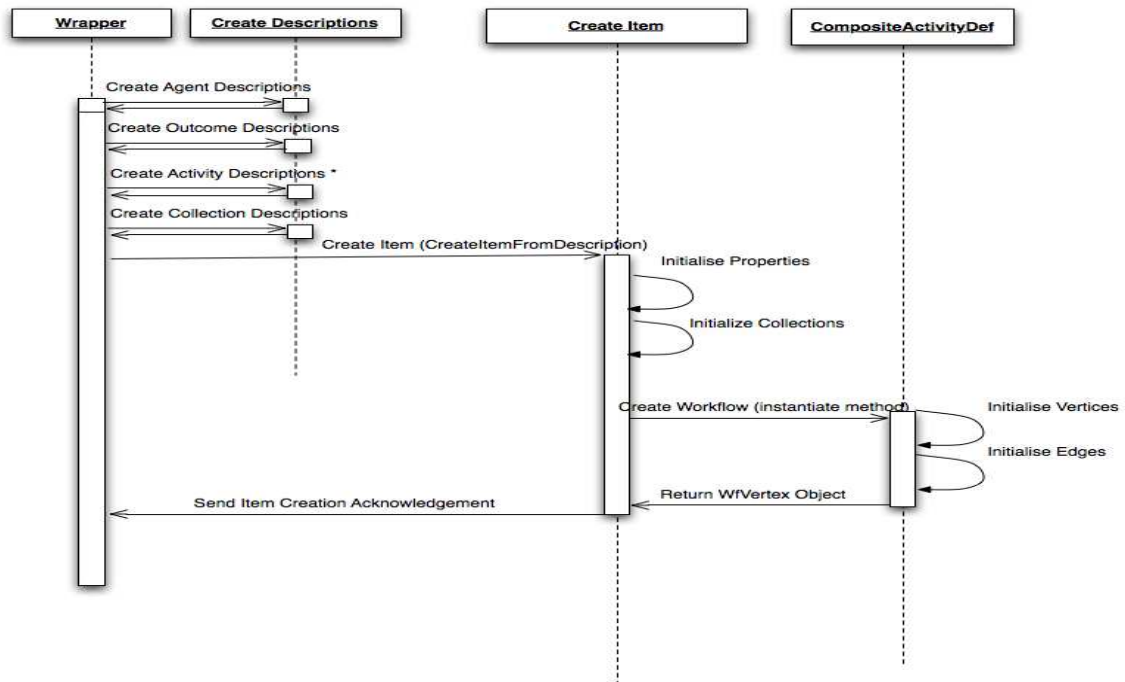 Wrapper
Create Descriptions
Create Item
CompositeActivityDef
Create Agent Descriptions
Create Outcome Descriptions
Create Activity Descriptions *
Create Collection Descriptions
Create Item (CreateItemFromDescription)
Initialise Properties
Initialize Collections
Create Workflow (instantiate method)
Initialise Vertices
Initialise Edges
Return WfVertex Object
Send Item Creation Acknowledgement